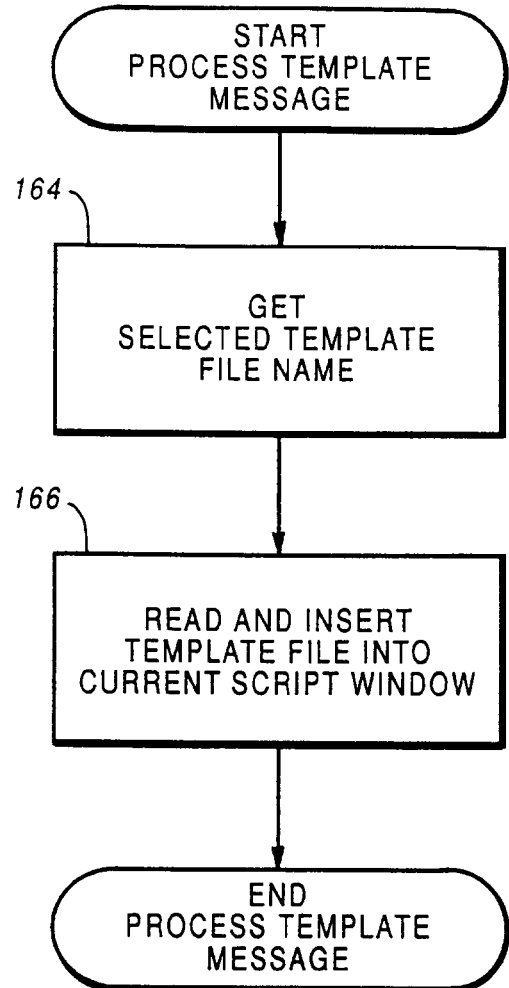 START
PROCESS TEMPLATE
MESSAGE
164
GET
SELECTED TEMPLATE
FILE NAME
166
READ AND INSERT
TEMPLATE FILE INTO
CURRENT SCRIPT WINDOW
END
PROCESS TEMPLATE
MESSAGE